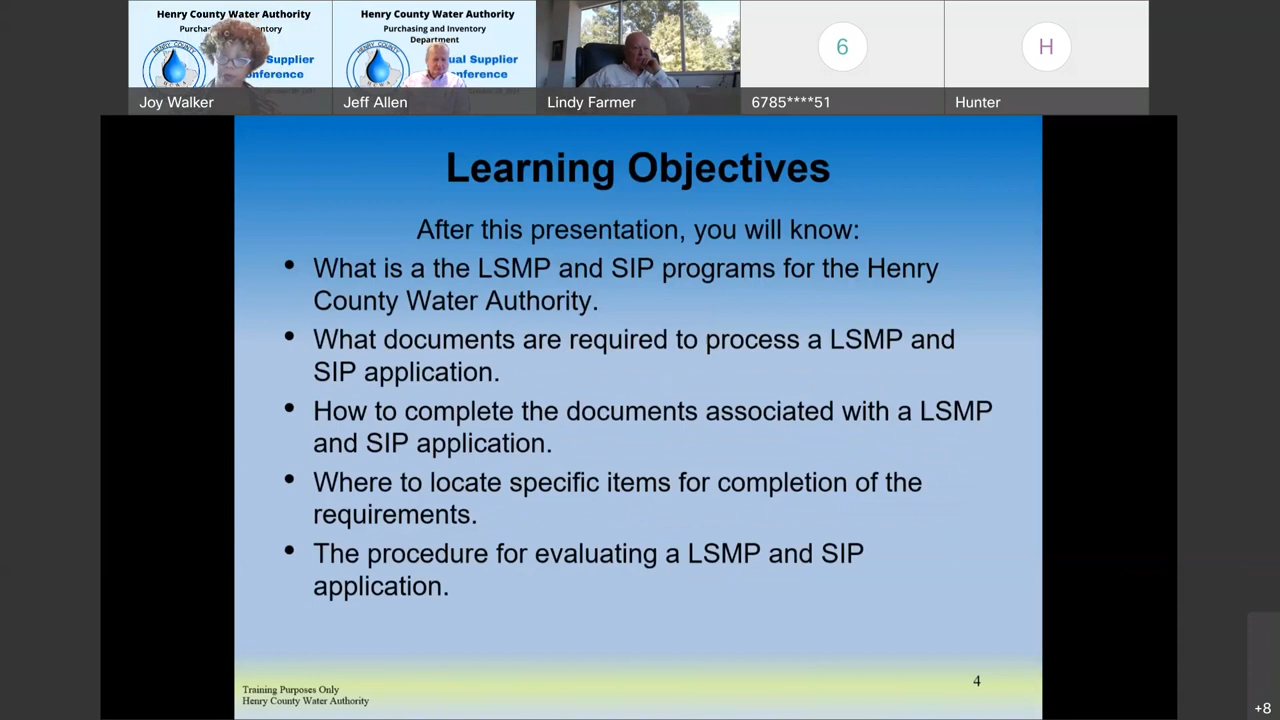 Henry County Water Authority
Purchasing and Inventory
HENRY COUNTY
Supplier
nference
Joy Walker
Henry County Water Authority
Purchasing and Inventory
Department
HENRY COUNTY
ual Supplier
onference
Jeff Allen
Lindy Farmer
6
6785****51
H
Hunter
Learning Objectives
After this presentation, you will know:
• What is a the LSMP and SIP programs for the Henry
County Water Authority.
• What documents are required to process a LSMP and
SIP application.
• How to complete the documents associated with a LSMP
and SIP application.
• Where to locate specific items for completion of the
requirements.
• The procedure for evaluating a LSMP and SIP
application.
4
Training Purposes Only
Henry County Water Authority
+8